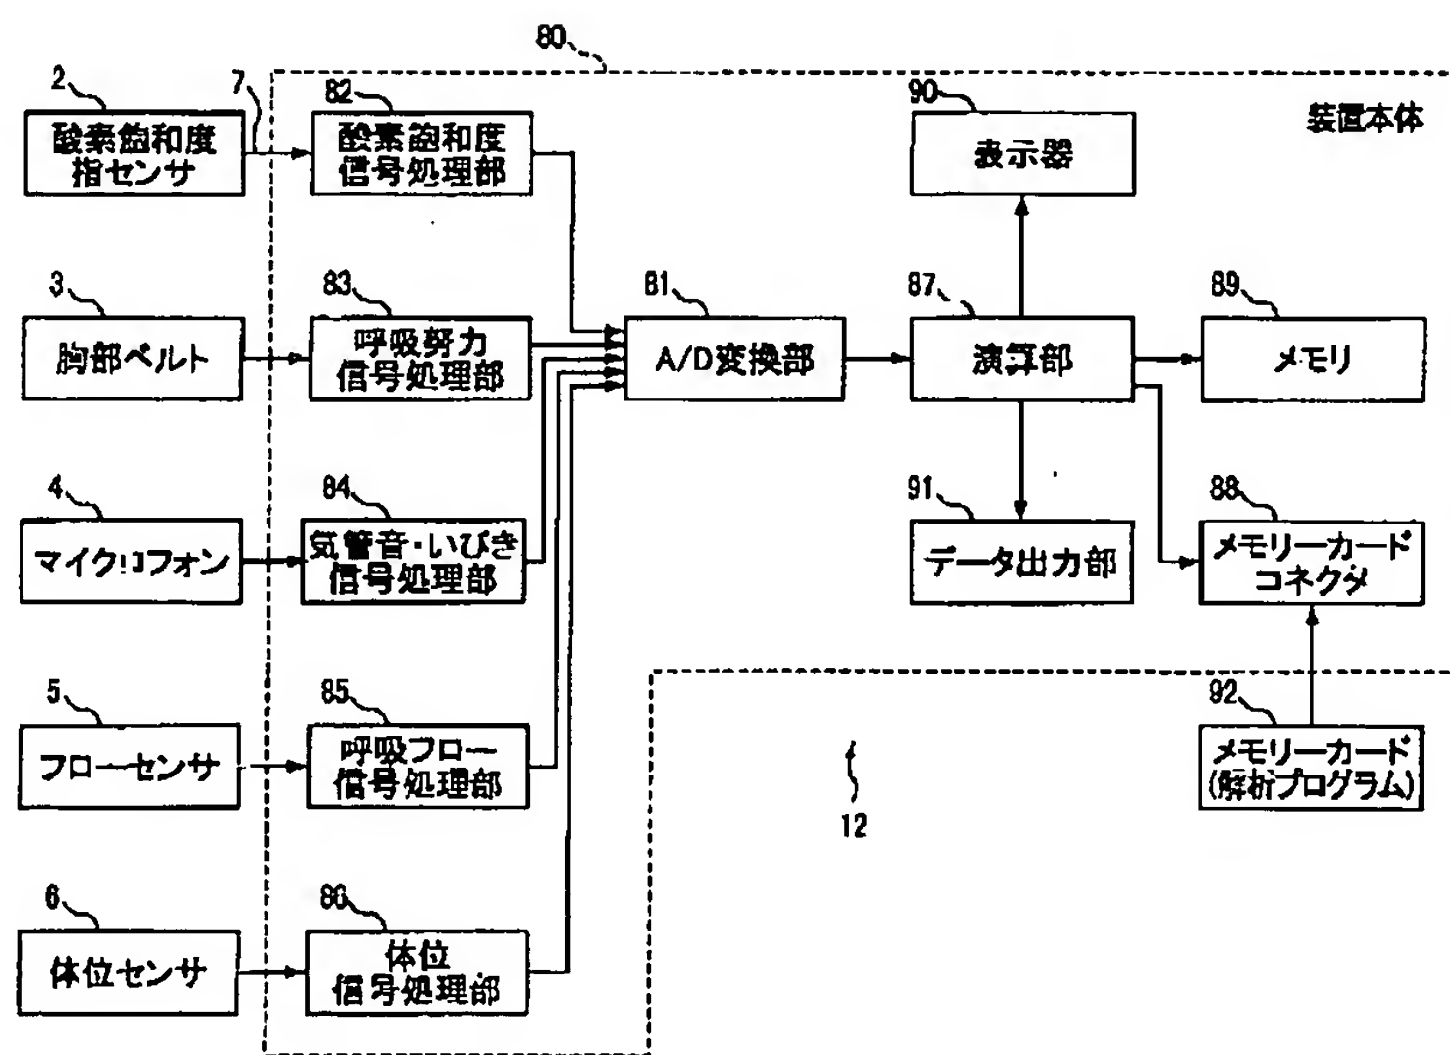 80
装置本体
2
7
82
90
酸素飽和度
指センサ
酸素飽和度
信号処理部
表示器
3
83
81
87
89
胸部ベルト
呼吸努力
信号処理部
A/D変換部
演算部
メモリ
4
84
91
88
マイクロフォン
気管音・いびき
信号処理部
データ出力部
メモリーカード
コネクタ
5
85
92
フローセンサ
呼吸フロー
信号処理部
メモリーカード
(解析プログラム)
12
6
86
体位センサ
体位
信号処理部